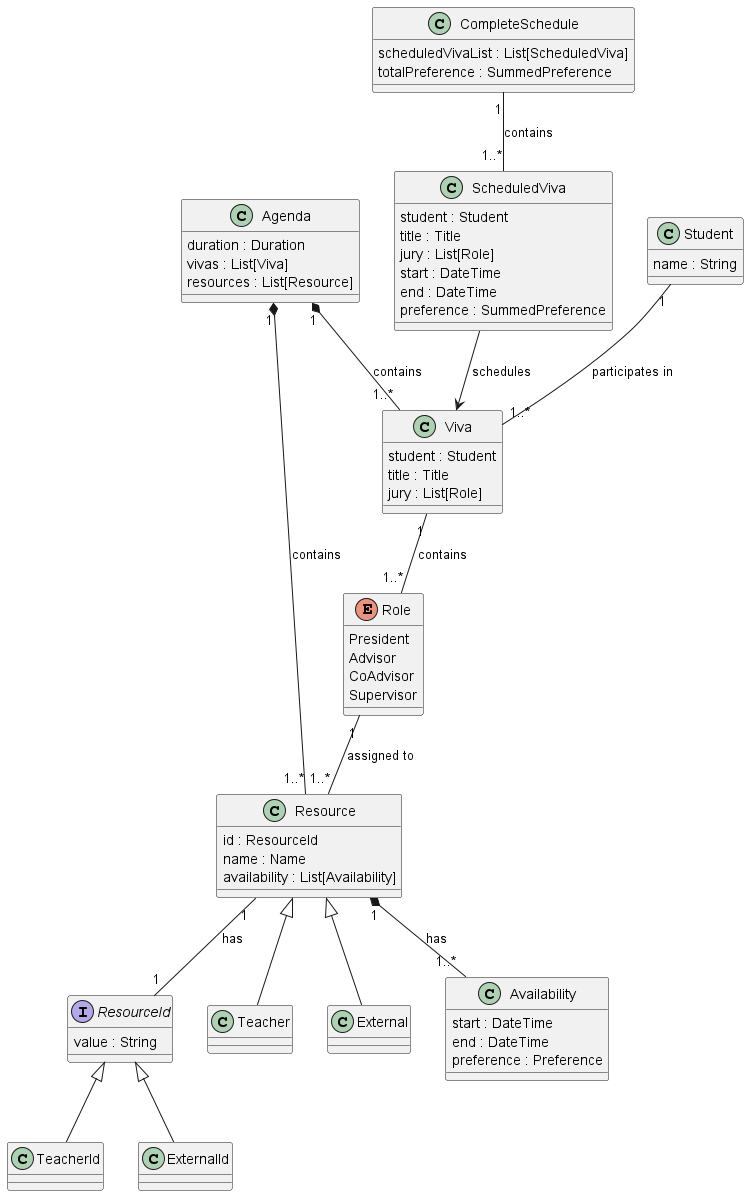 C CompleteSchedule
scheduledVivaList : List[ScheduledViva]
totalPreference : SummedPreference
1
contains
1..*
C ScheduledViva
student : Student
title : Title
jury : List[Role]
start : DateTime
end : DateTime
preference : SummedPreference
C Agenda
duration : Duration
vivas : List[Viva]
resources : List[Resource]
C Student
name : String
1
1
1
contains
schedules
participates in
1..*
1..*
C Viva
student : Student
title : Title
jury : List[Role]
1
contains
contains
1..*
E Role
President
Advisor
CoAdvisor
Supervisor
1
assigned to
1..*
1..*
C Resource
id : ResourceId
name : Name
availability : List[Availability]
1
1
has
has
1
1..*
I ResourceId
value : String
C Teacher
C External
C Availability
start : DateTime
end : DateTime
preference : Preference
C TeacherId
C ExternalId